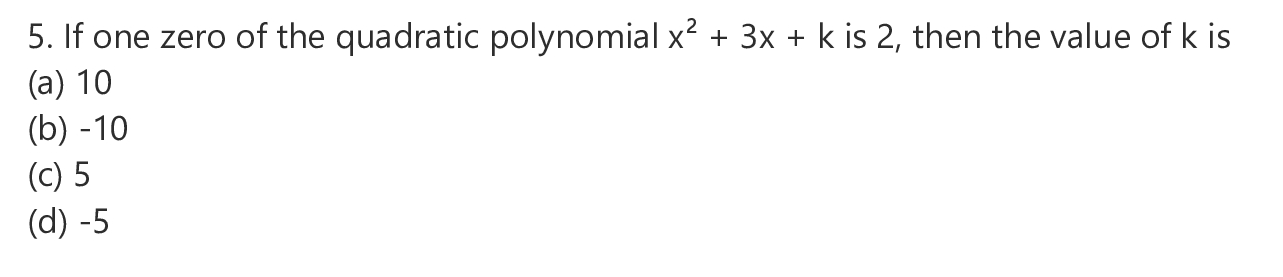 5. If one zero of the quadratic polynomial x² + 3x + k is 2, then the value of k is
(a) 10
(b) -10
(c) 5
(d) -5